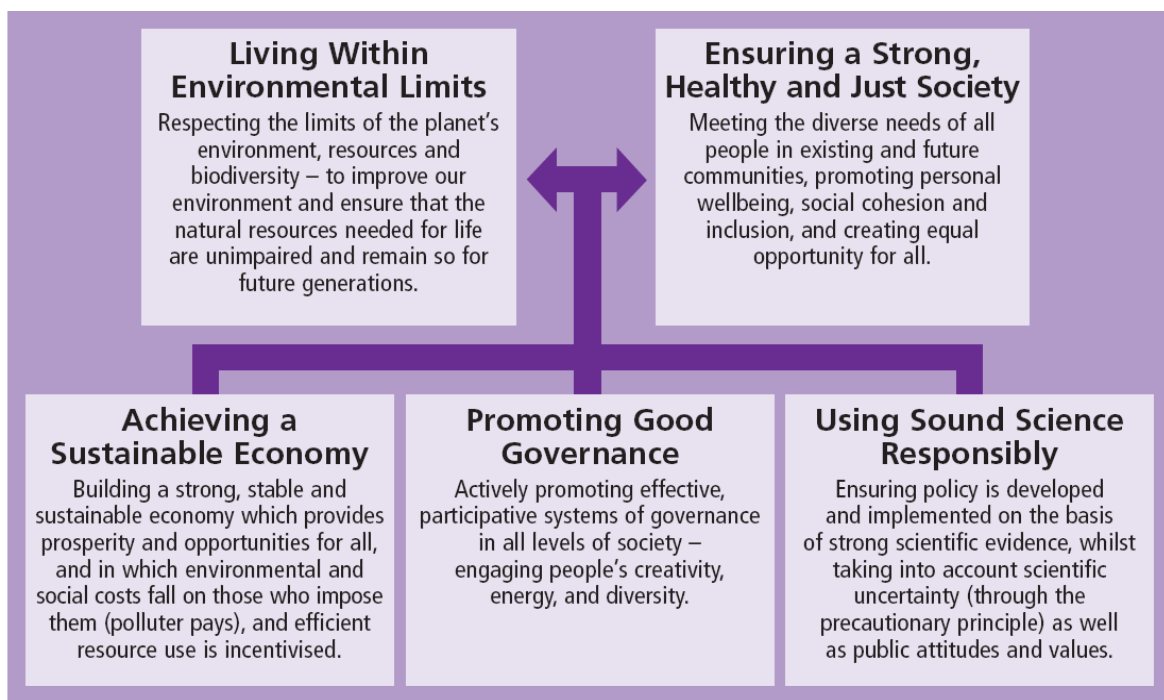 Living Within
Environmental Limits
Respecting the limits of the planet's
environment, resources and
biodiversity – to improve our
environment and ensure that the
natural resources needed for life
are unimpaired and remain so for
future generations.
Ensuring a Strong,
Healthy and Just Society
Meeting the diverse needs of all
people in existing and future
communities, promoting personal
wellbeing, social cohesion and
inclusion, and creating equal
opportunity for all.
Achieving a
Sustainable Economy
Building a strong, stable and
sustainable economy which provides
prosperity and opportunities for all,
and in which environmental and
social costs fall on those who impose
them (polluter pays), and efficient
resource use is incentivised.
Promoting Good
Governance
Actively promoting effective,
participative systems of governance
in all levels of society –
engaging people's creativity,
energy, and diversity.
Using Sound Science
Responsibly
Ensuring policy is developed
and implemented on the basis
of strong scientific evidence, whilst
taking into account scientific
uncertainty (through the
precautionary principle) as well
as public attitudes and values.